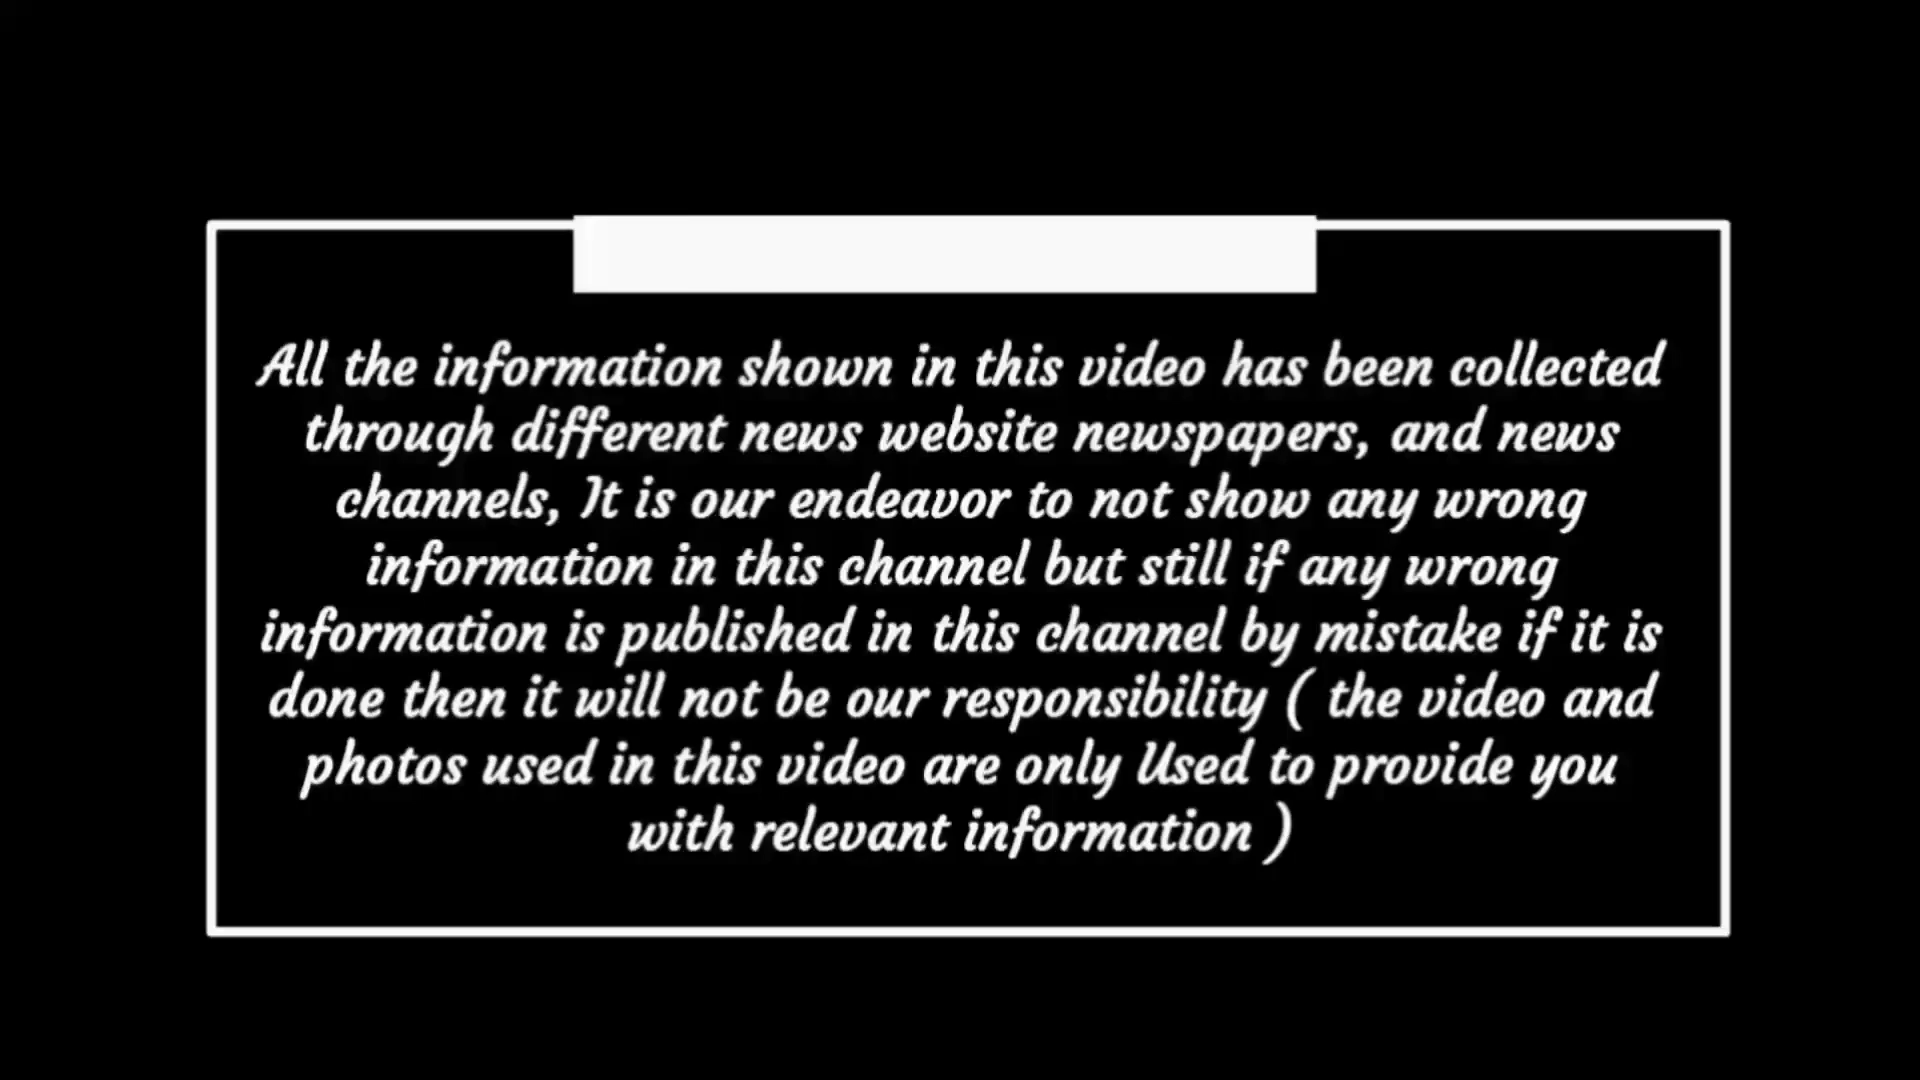 All the information shown in this video has been collected
through different news website newspapers, and news
channels, It is our endeavor to not show any wrong
information in this channel but still if any wrong
information is published in this channel by mistake if it is
done then it will not be our responsibility ( the video and
photos used in this video are only Used to provide you
with relevant information )